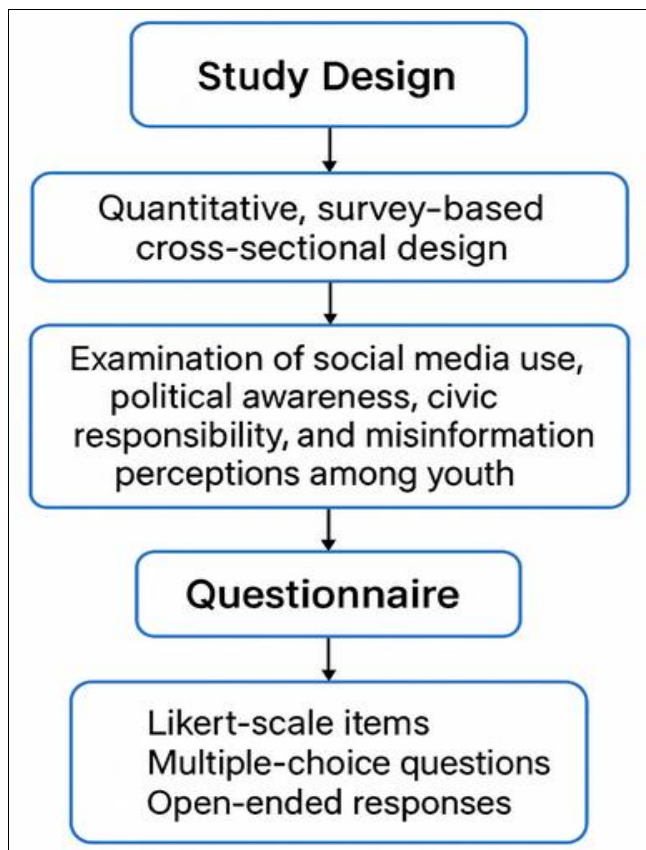 Study Design
Quantitative, survey-based
cross-sectional design
Examination of social media use,
political awareness, civic
responsibility, and misinformation
perceptions among youth
Questionnaire
Likert-scale items
Multiple-choice questions
Open-ended responses